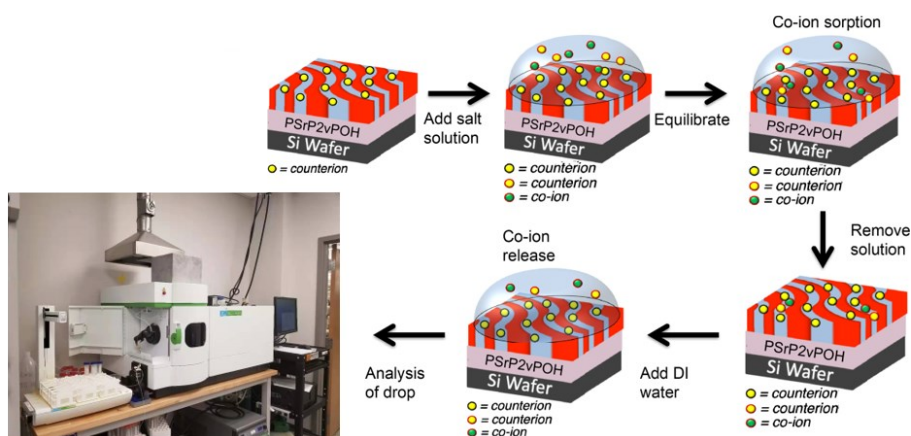 PSrP2vPOH
Si Wafer
= counterion
Add salt
solution
PSrP2vPOH
Si Wafer
= counterion
= counterion
= co-ion
Equilibrate
Co-ion sorption
PSrP2vPOH
Si Wafer
= counterion
= counterion
= co-ion
Remove
solution
PSrP2vPOH
Si Wafer
= counterion
= counterion
= co-ion
Add DI
water
Co-ion
release
PSrP2vPOH
Si Wafer
= counterion
= counterion
= co-ion
Analysis
of drop